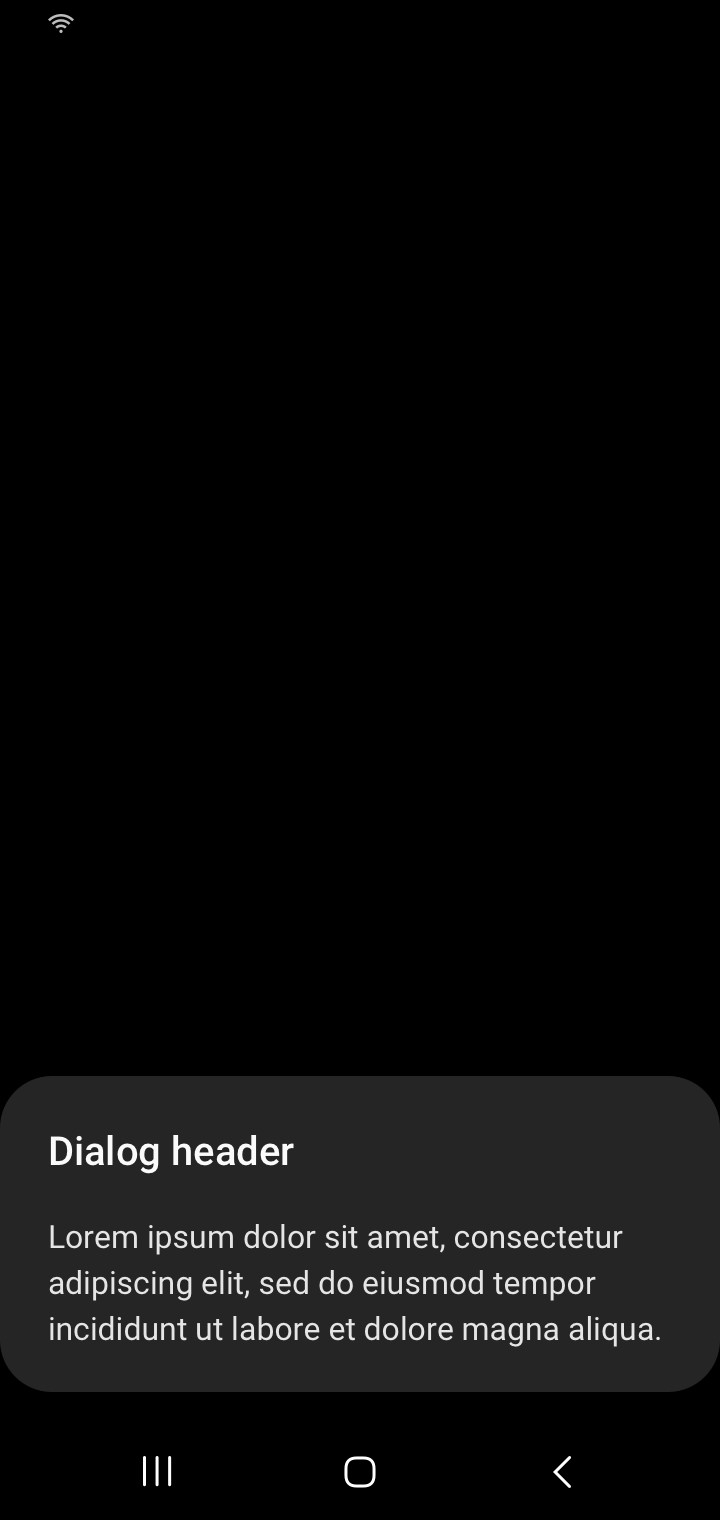 Dialog header
Lorem ipsum dolor sit amet, consectetur
adipiscing elit, sed do eiusmod tempor
incididunt ut labore et dolore magna aliqua.